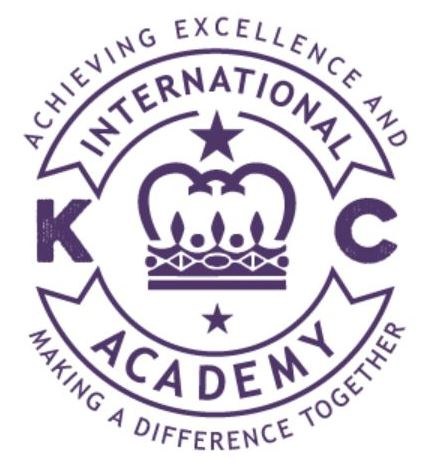 ACHIEVING EXCELLENCE AND
INTERNATIONAL
K C
ACADEMY
MAKING A DIFFERENCE TOGETHER